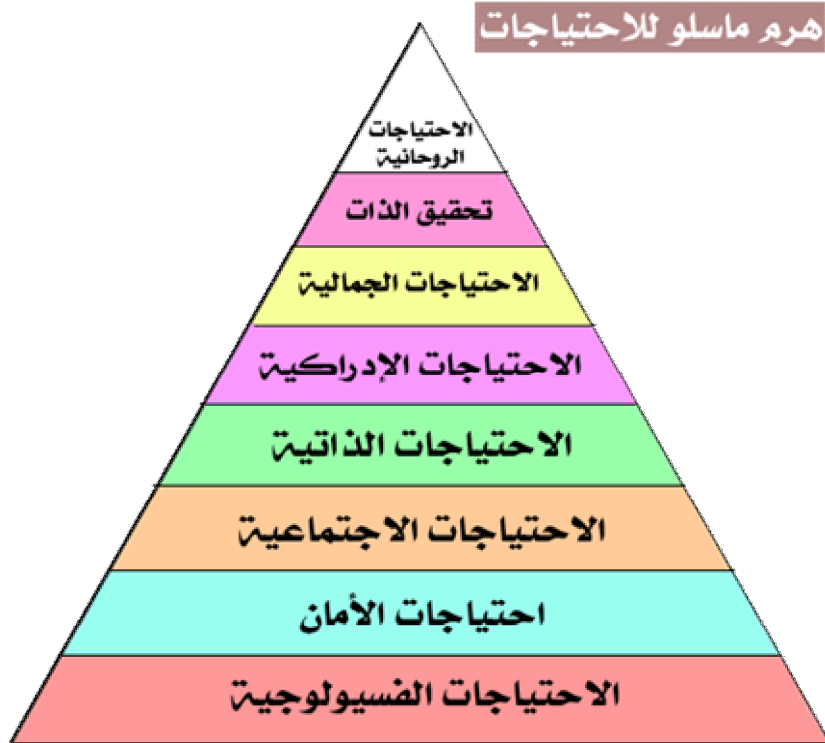 هرم ماسلو للاحتياجات
الاحتياجات
الروحانية
تحقيق الذات
الاحتياجات الجمالية
الاحتياجات الإدراكية
الاحتياجات الذاتية
الاحتياجات الاجتماعية
احتياجات الأمان
الاحتياجات الفسيولوجية